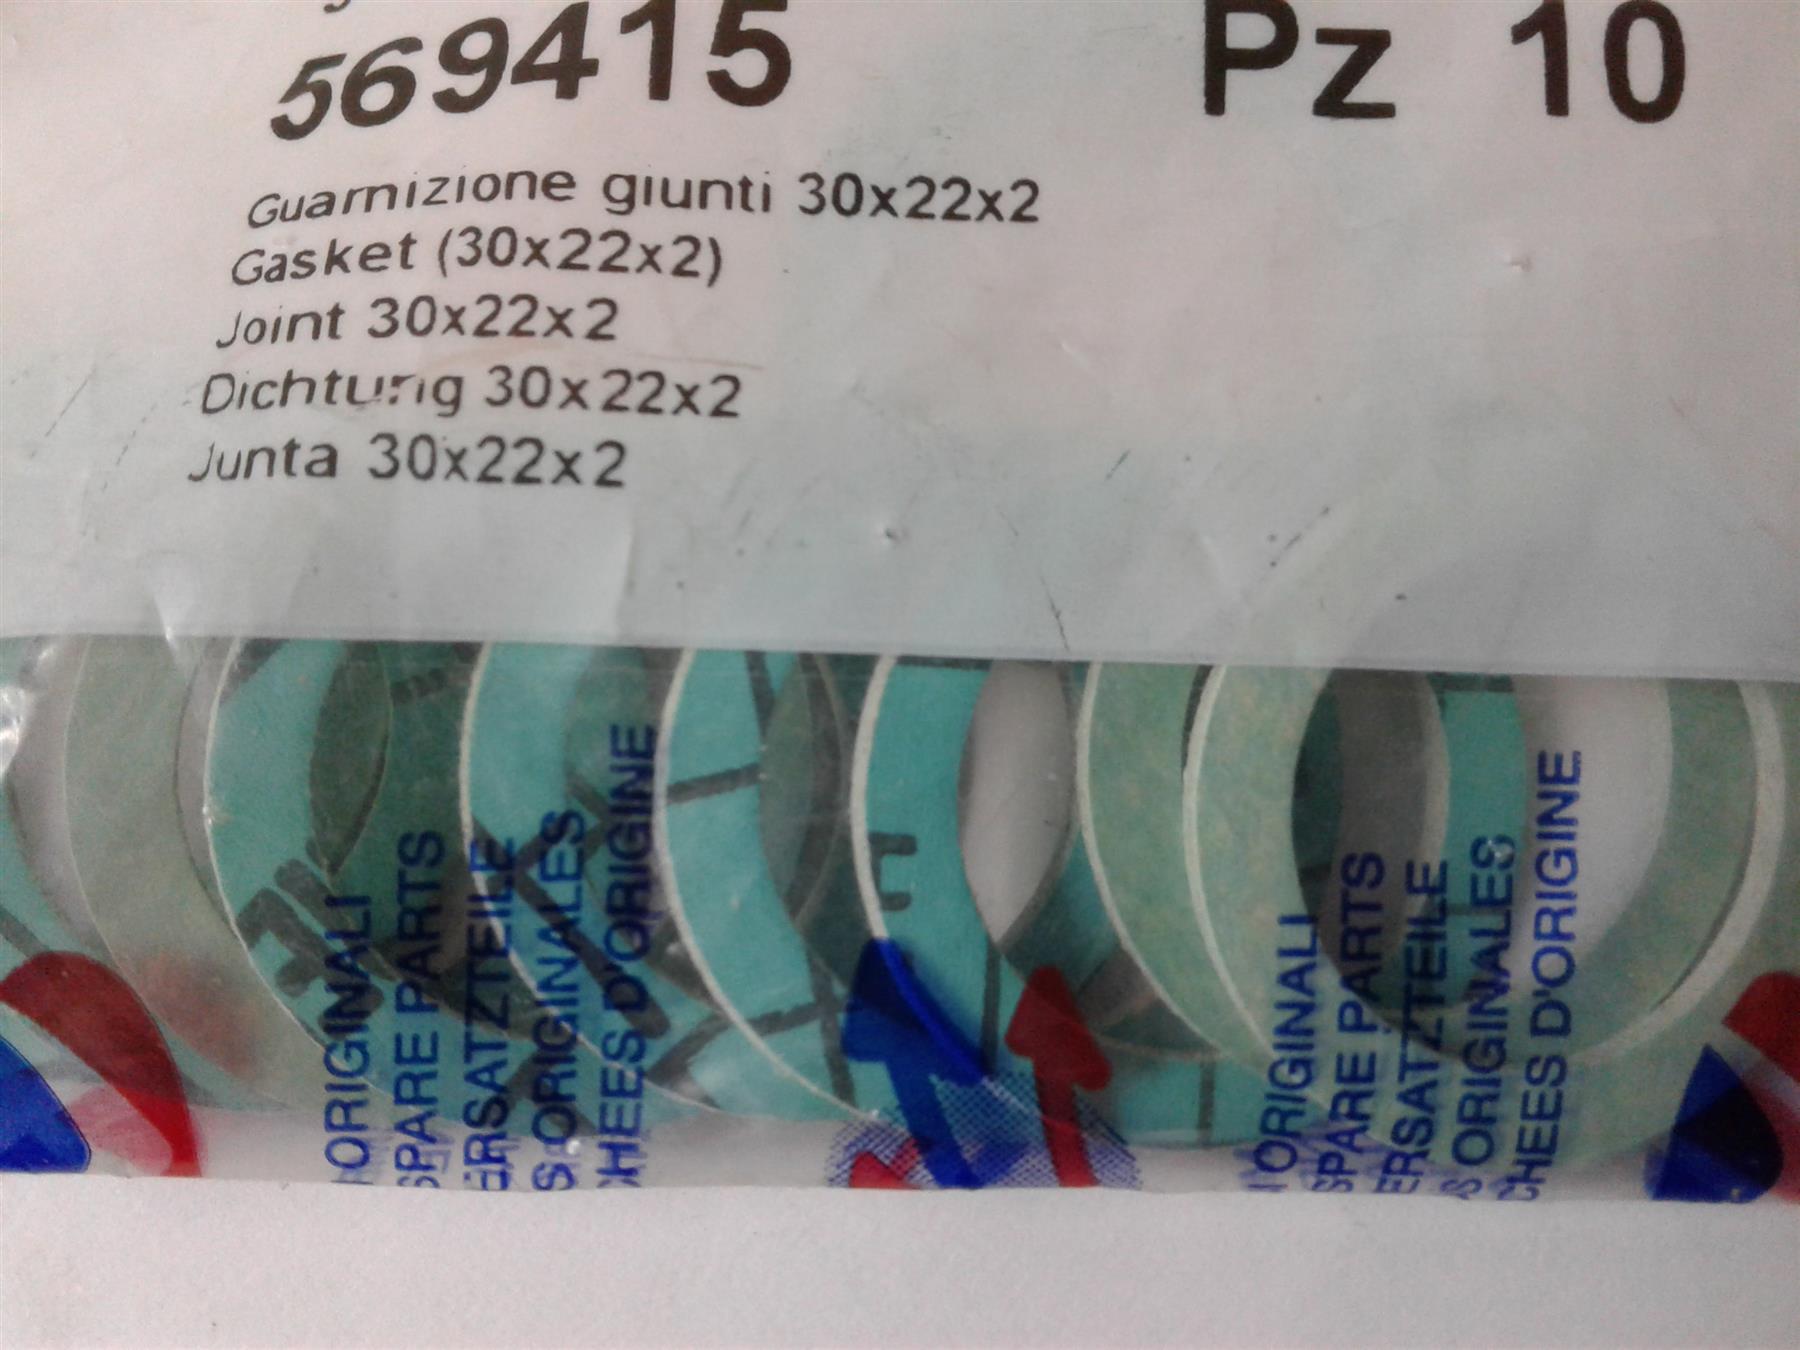 569415 Pz 10
Guarnizione giunti 30x22x2
Gasket (30x22x2)
Joint 30x22x2
Dichtung 30x22x2
Junta 30x22x2
ORIGINALI
SPARE PARTS
ERSATZTEILE
S ORIGINALES
CHEES D'ORIGINE
ORIGINALI
SPARE PARTS
ERSATZTEILE
S ORIGINALES
CHEES D'ORIGINE